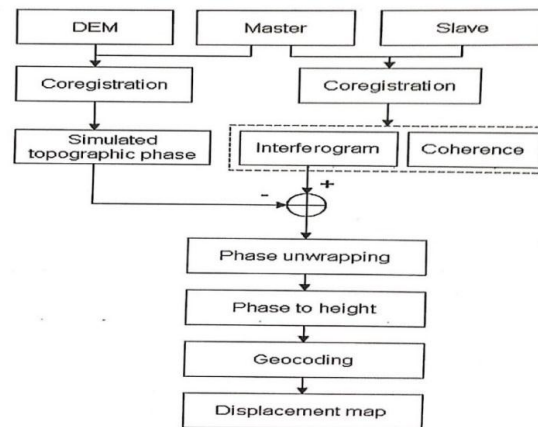 DEM
Master
Slave
Coregistration
Coregistration
Simulated
topographic phase
Interferogram
Coherence
-
+
Phase unwrapping
Phase to height
Geocoding
Displacement map